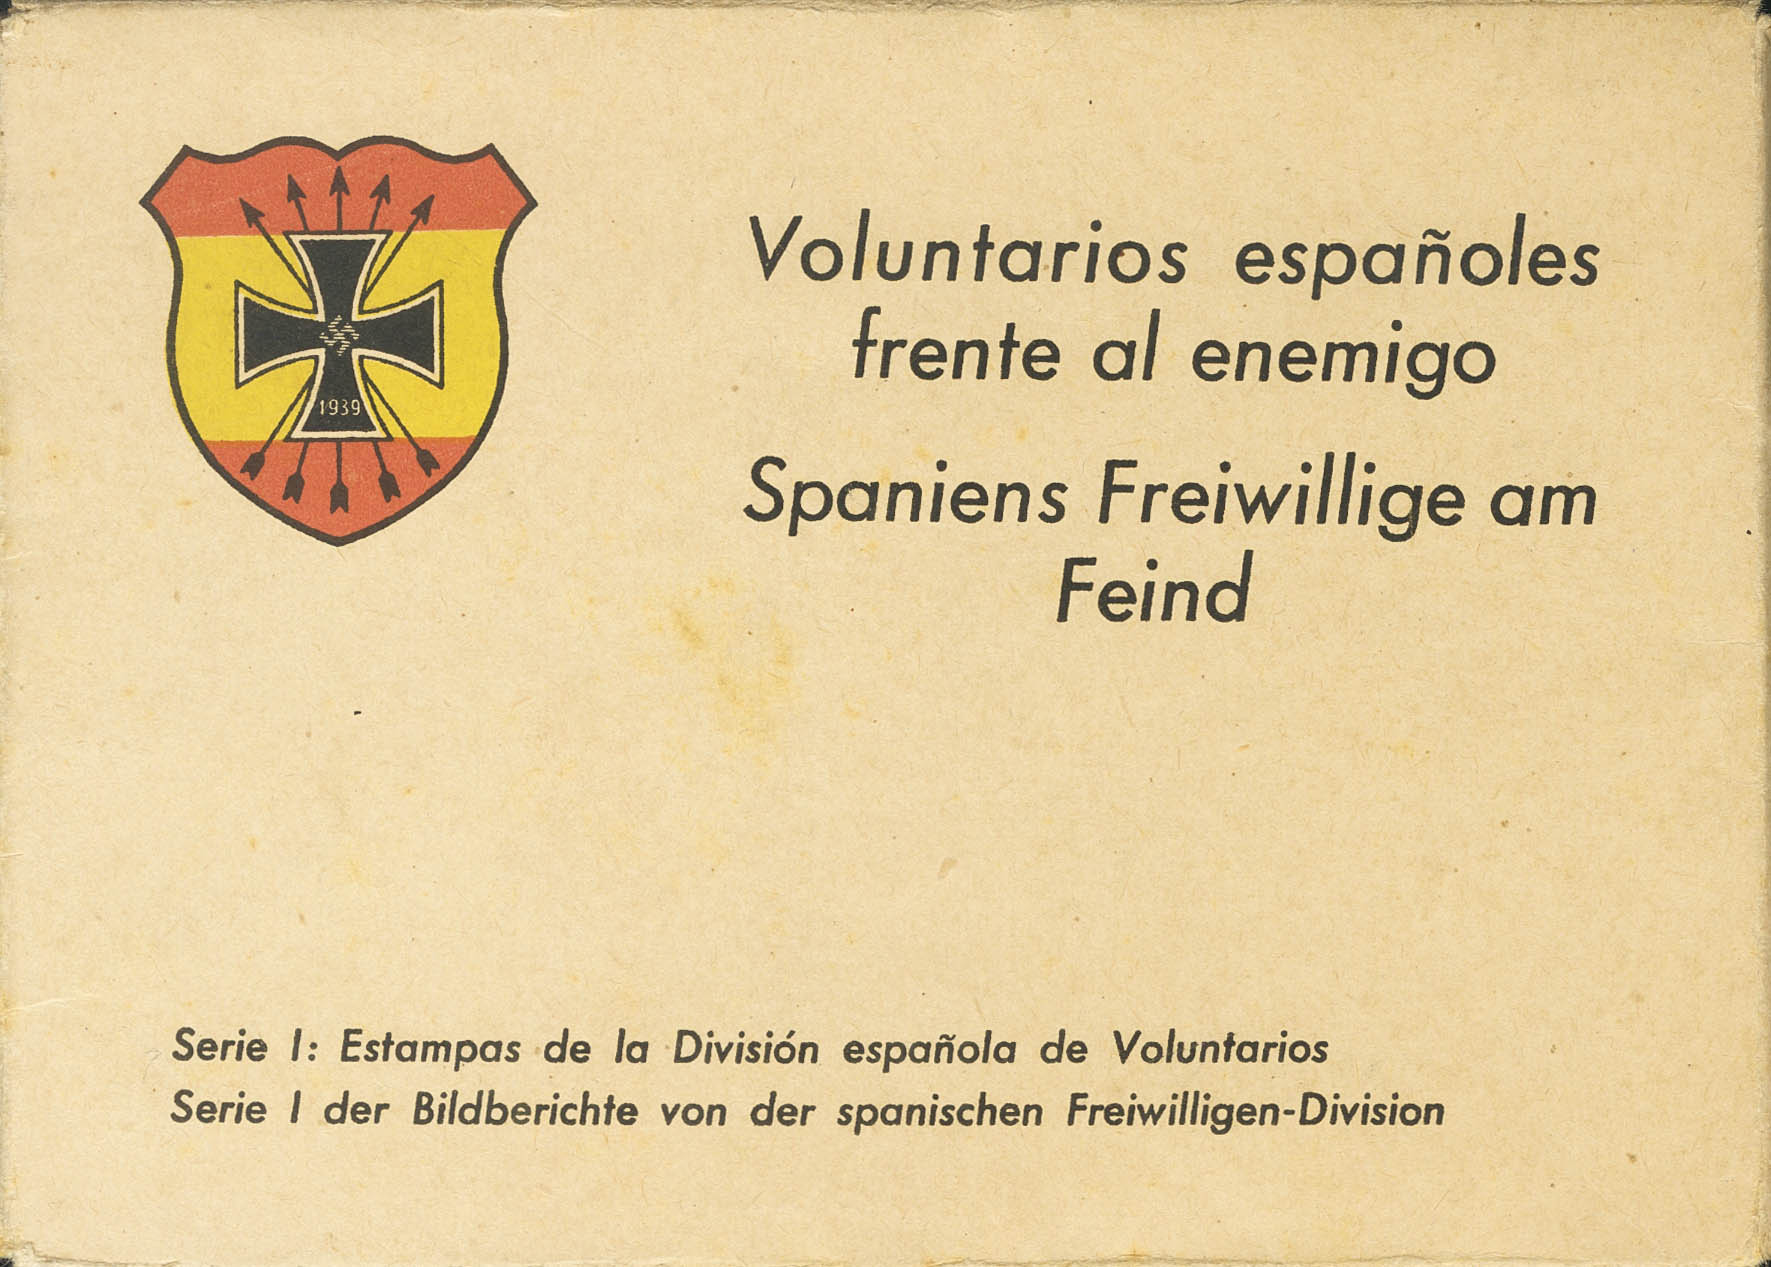 1939
Voluntarios españoles
frente al enemigo
Spaniens Freiwillige am
Feind
Serie I: Estampas de la División española de Voluntarios
Serie I der Bildberichte von der spanischen Freiwilligen-Division